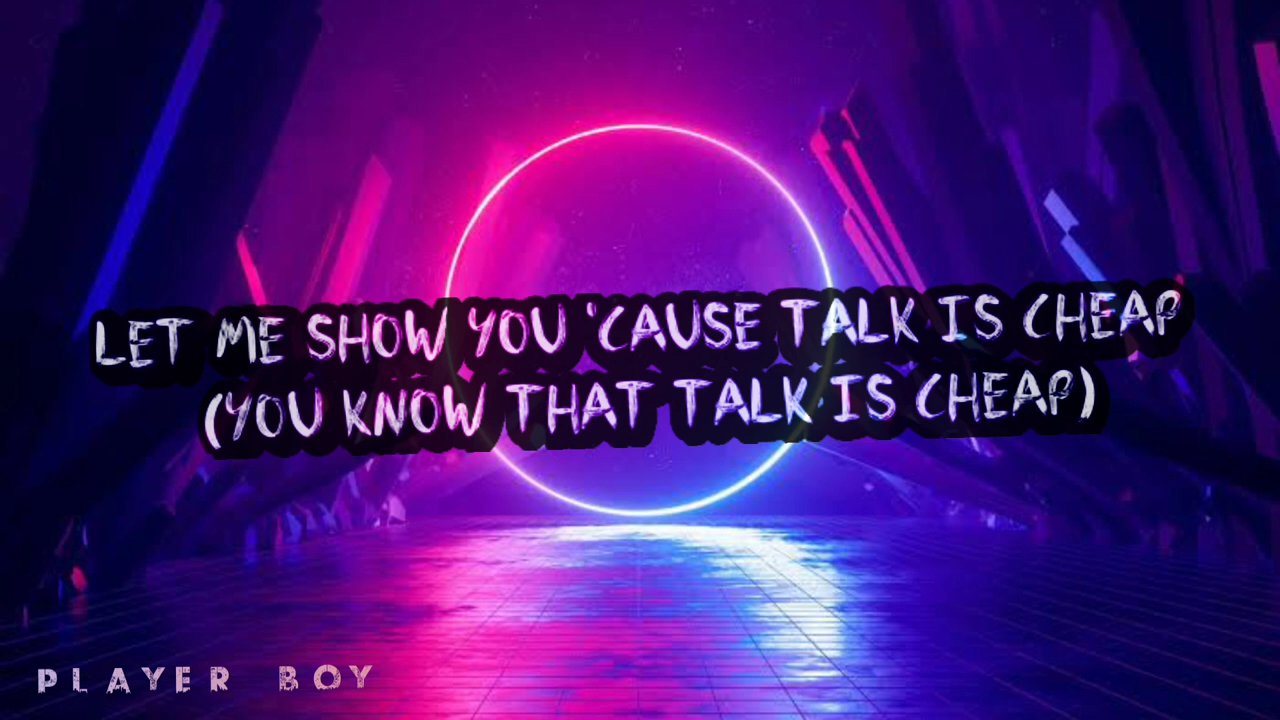 LET ME SHOW YOU 'CAUSE TALK IS CHEAP
(YOU KNOW THAT TALK IS CHEAP)
PLAYER BOY